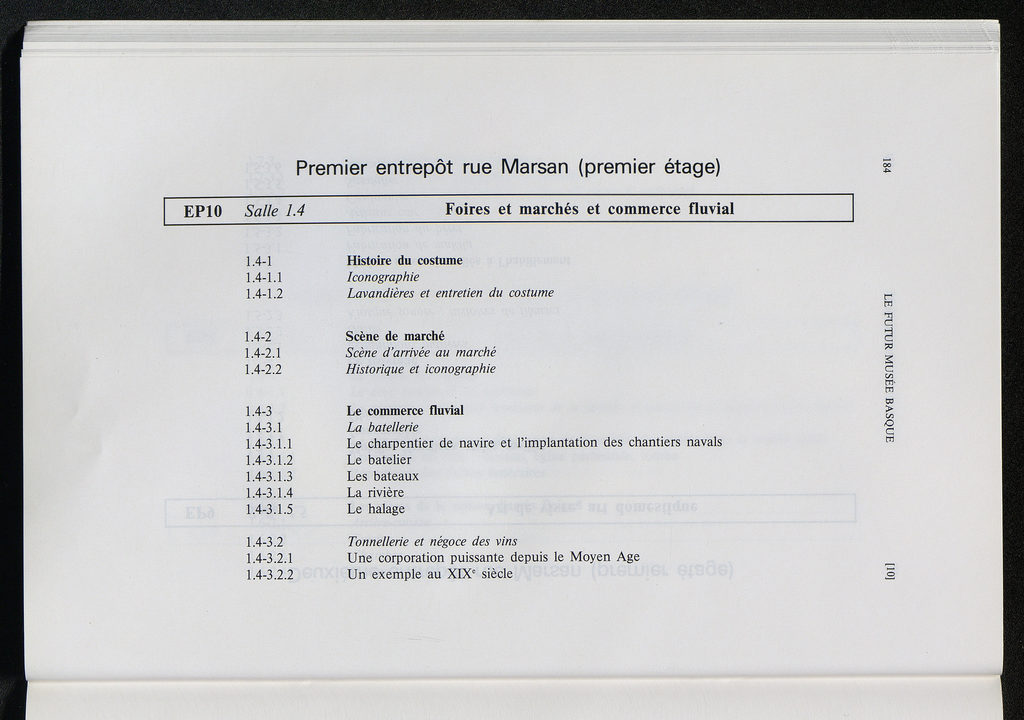 Premier entrepôt rue Marsan (premier étage)
EP10 Salle 1.4 Foires et marchés et commerce fluvial
1.4-1 Histoire du costume
1.4-1.1 Iconographie
1.4-1.2 Lavandières et entretien du costume
1.4-2 Scène de marché
1.4-2.1 Scène d'arrivée au marché
1.4-2.2 Historique et iconographie
1.4-3 Le commerce fluvial
1.4-3.1 La batellerie
1.4-3.1.1 Le charpentier de navire et l'implantation des chantiers navals
1.4-3.1.2 Le batelier
1.4-3.1.3 Les bateaux
1.4-3.1.4 La rivière
1.4-3.1.5 Le halage
1.4-3.2 Tonnellerie et négoce des vins
1.4-3.2.1 Une corporation puissante depuis le Moyen Age
1.4-3.2.2 Un exemple au XIXe siècle
184 LE FUTUR MUSÉE BASQUE [10]